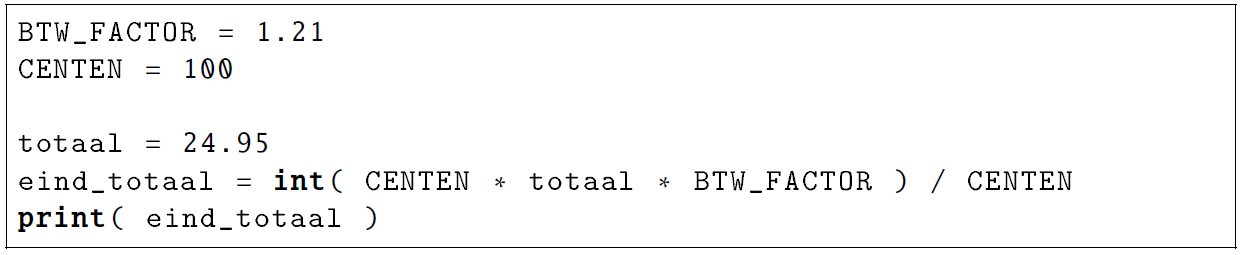 BTW_FACTOR = 1.21
CENTEN = 100
totaal = 24.95
eind_totaal = int( CENTEN * totaal * BTW_FACTOR ) / CENTEN
print( eind_totaal )